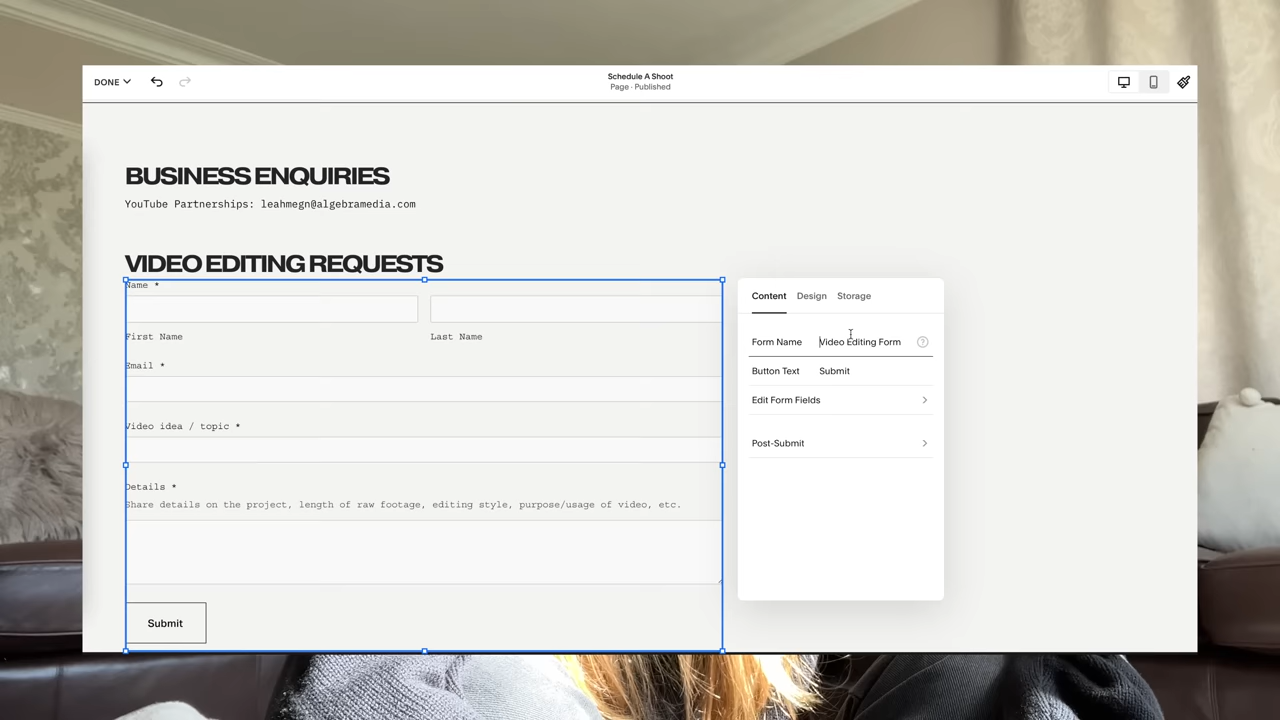 DONE
Schedule A Shoot
Page · Published
BUSINESS ENQUIRIES
YouTube Partnerships: leahmegn@algebramedia.com
VIDEO EDITING REQUESTS
Name *
First Name
Last Name
Email *
Video idea / topic *
Details *
Share details on the project, length of raw footage, editing style, purpose/usage of video, etc.
Submit
Content Design Storage
Form Name Video Editing Form ?
Button Text Submit
Edit Form Fields
Post-Submit